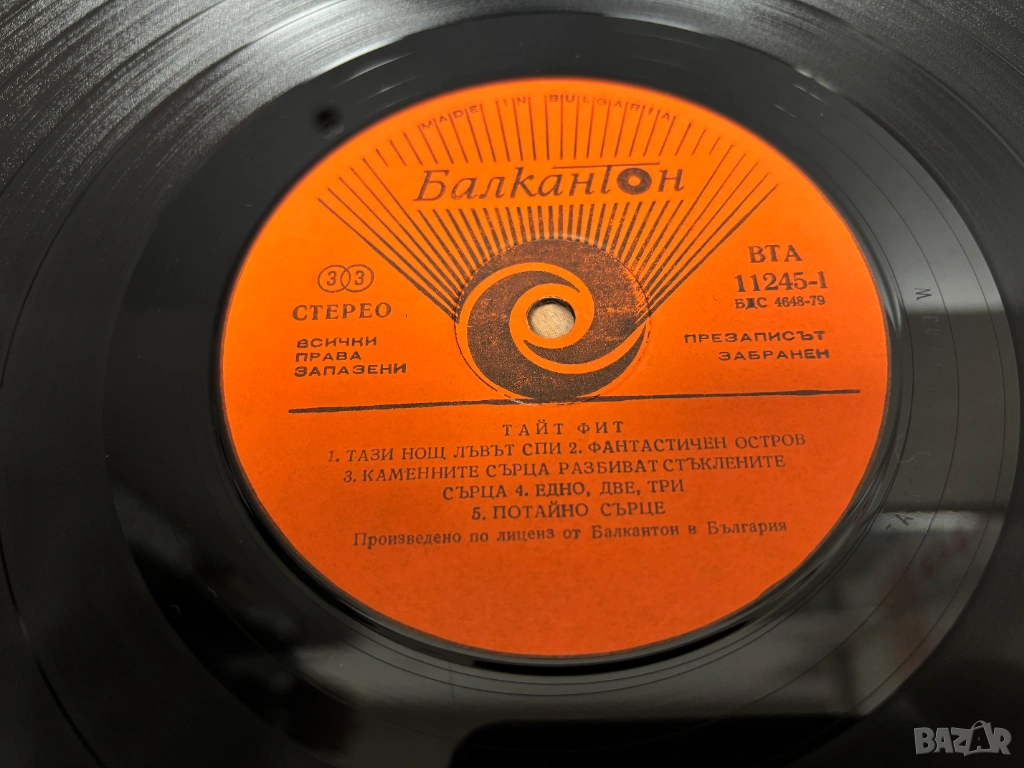 MADE IN BULGARIA
БалканТон
33
СТЕРЕО
ВТА
11245-1
БДС 4648-79
ВСИЧКИ
ПРАВА
ЗАПАЗЕНИ
ПРЕЗАПИСЪТ
ЗАБРАНЕН
ТАЙТ ФИТ
1. ТАЗИ НОЩ ЛЪВЪТ СПИ 2. ФАНТАСТИЧЕН ОСТРОВ
3. КАМЕННИТЕ СЪРЦА РАЗБИВАТ СТЪКЛЕНИТЕ
СЪРЦА 4. ЕДНО, ДВЕ, ТРИ
5. ПОТАЙНО СЪРЦЕ
Произведено по лиценз от Балкантон в България
BAZAR